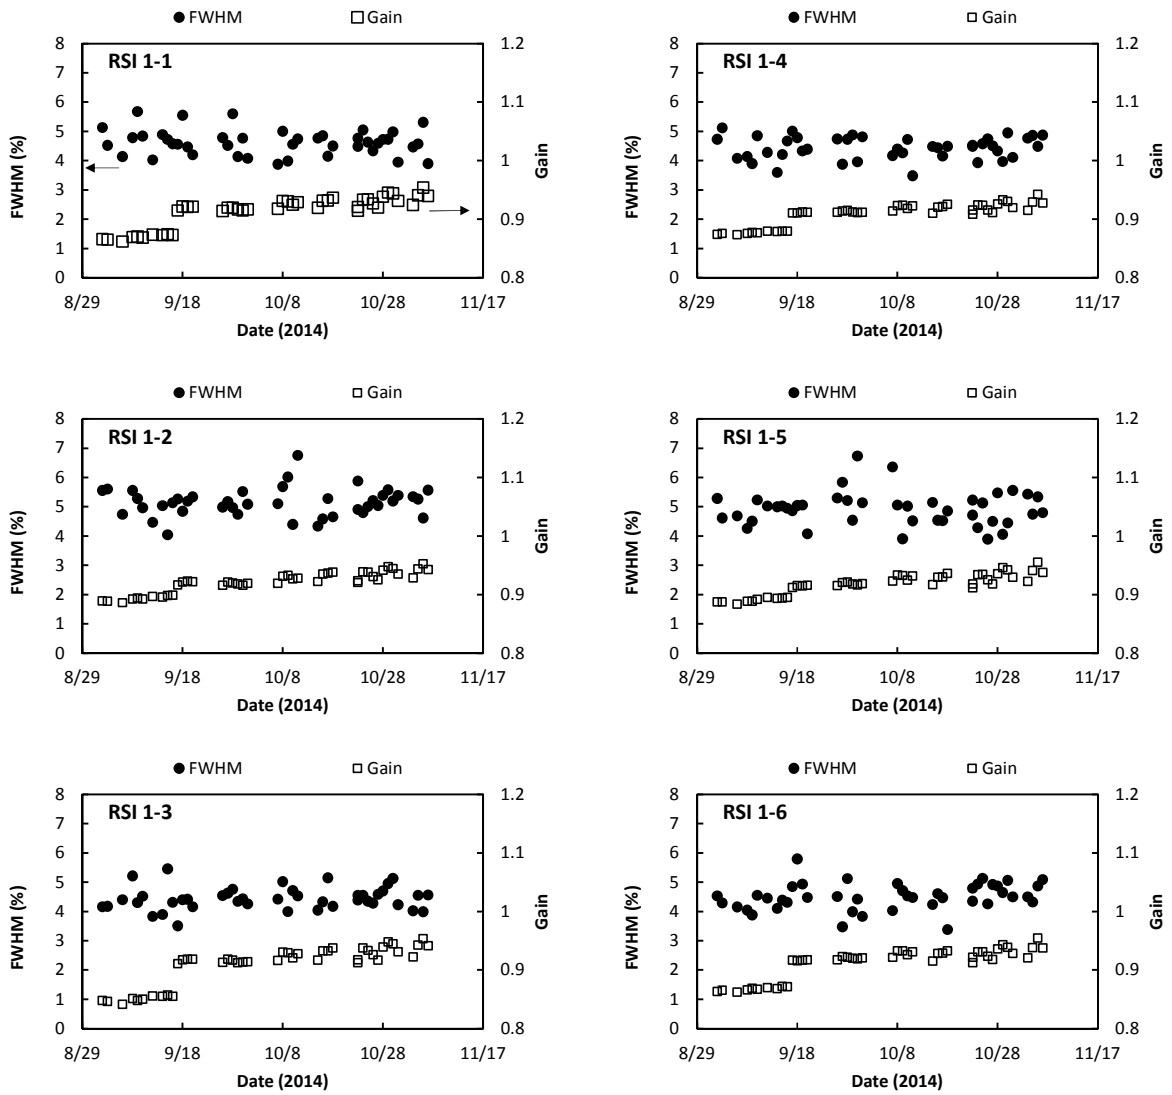 FWHM Gain
RSI 1-1
FWHM (%)
8
7
6
5
4
3
2
1
0
1.2
1.1
1
0.9
0.8
Gain
8/29 9/18 10/8 10/28 11/17
Date (2014)
FWHM Gain
RSI 1-4
FWHM (%)
8
7
6
5
4
3
2
1
0
1.2
1.1
1
0.9
0.8
Gain
8/29 9/18 10/8 10/28 11/17
Date (2014)
FWHM Gain
RSI 1-2
FWHM (%)
8
7
6
5
4
3
2
1
0
1.2
1.1
1
0.9
0.8
Gain
8/29 9/18 10/8 10/28 11/17
Date (2014)
FWHM Gain
RSI 1-5
FWHM (%)
8
7
6
5
4
3
2
1
0
1.2
1.1
1
0.9
0.8
Gain
8/29 9/18 10/8 10/28 11/17
Date (2014)
FWHM Gain
RSI 1-3
FWHM (%)
8
7
6
5
4
3
2
1
0
1.2
1.1
1
0.9
0.8
Gain
8/29 9/18 10/8 10/28 11/17
Date (2014)
FWHM Gain
RSI 1-6
FWHM (%)
8
7
6
5
4
3
2
1
0
1.2
1.1
1
0.9
0.8
Gain
8/29 9/18 10/8 10/28 11/17
Date (2014)